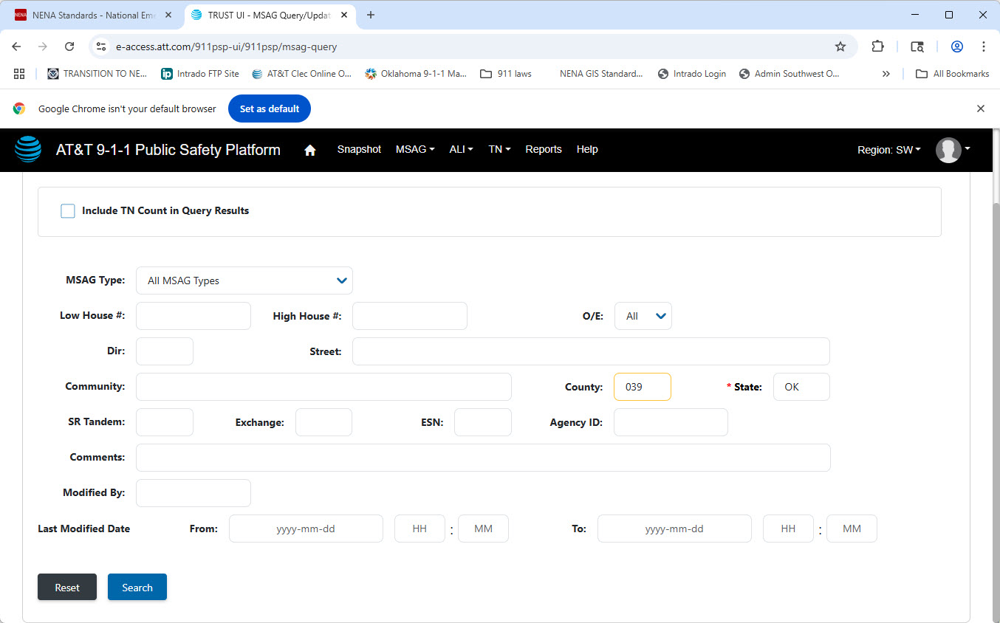 NENA NENA Standards - National Eme TRUST UI - MSAG Query/Updat
e-access.att.com/911psp-ui/911psp/msag-query
TRANSITION TO NE... ip Intrado FTP Site AT&T Clec Online O... Oklahoma 9-1-1 Ma... 911 laws NENA GIS Standard... Intrado Login Admin Southwest O... » All Bookmarks
Google Chrome isn't your default browser Set as default
AT&T 9-1-1 Public Safety Platform Snapshot MSAG ALI TN Reports Help Region: SW
Include TN Count in Query Results
MSAG Type: All MSAG Types
Low House #: High House #: O/E: All
Dir: Street:
Community: County: 039 * State: OK
SR Tandem: Exchange: ESN: Agency ID:
Comments:
Modified By:
Last Modified Date From: yyyy-mm-dd HH : MM To: yyyy-mm-dd HH : MM
Reset Search